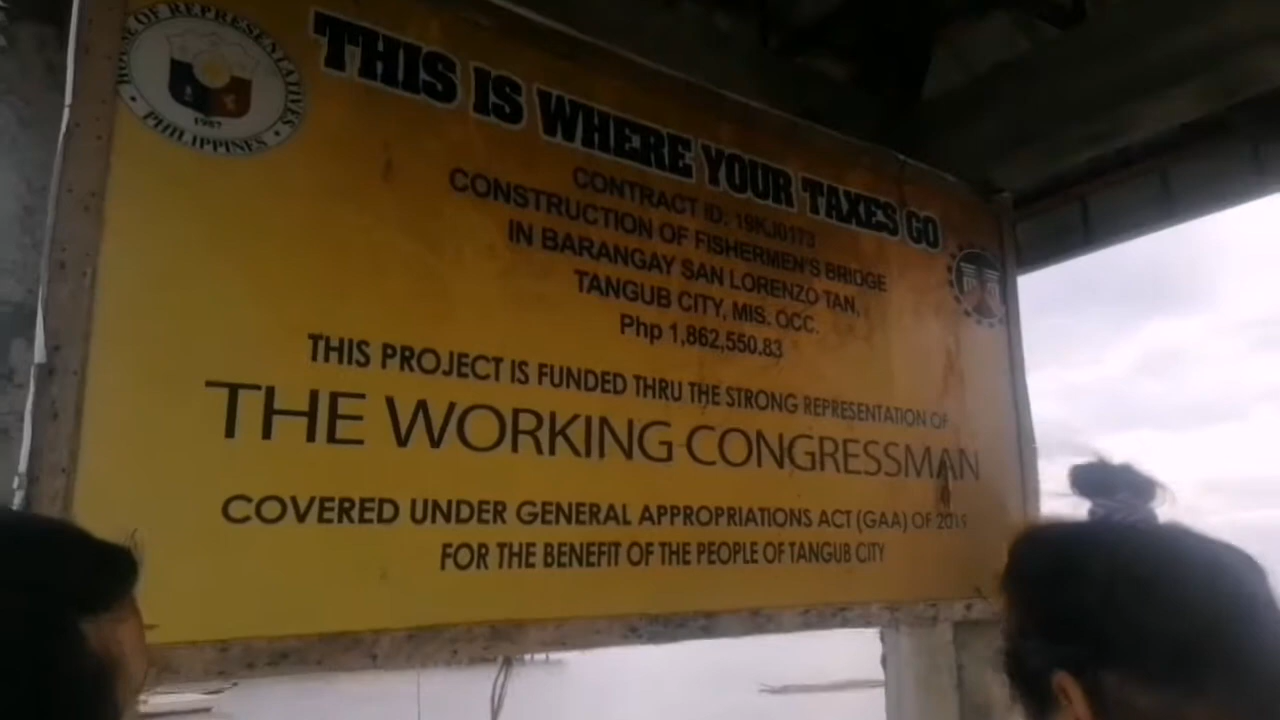 HOUSE OF REPRESENTATIVES
1987
PHILIPPINES
THIS IS WHERE YOUR TAXES GO
CONTRACT ID: 19KJ0173
CONSTRUCTION OF FISHERMEN'S BRIDGE
IN BARANGAY SAN LORENZO TAN,
TANGUB CITY, MIS. OCC.
Php 1,862,550.83
THIS PROJECT IS FUNDED THRU THE STRONG REPRESENTATION OF
THE WORKING CONGRESSMAN
COVERED UNDER GENERAL APPROPRIATIONS ACT (GAA) OF 2019
FOR THE BENEFIT OF THE PEOPLE OF TANGUB CITY